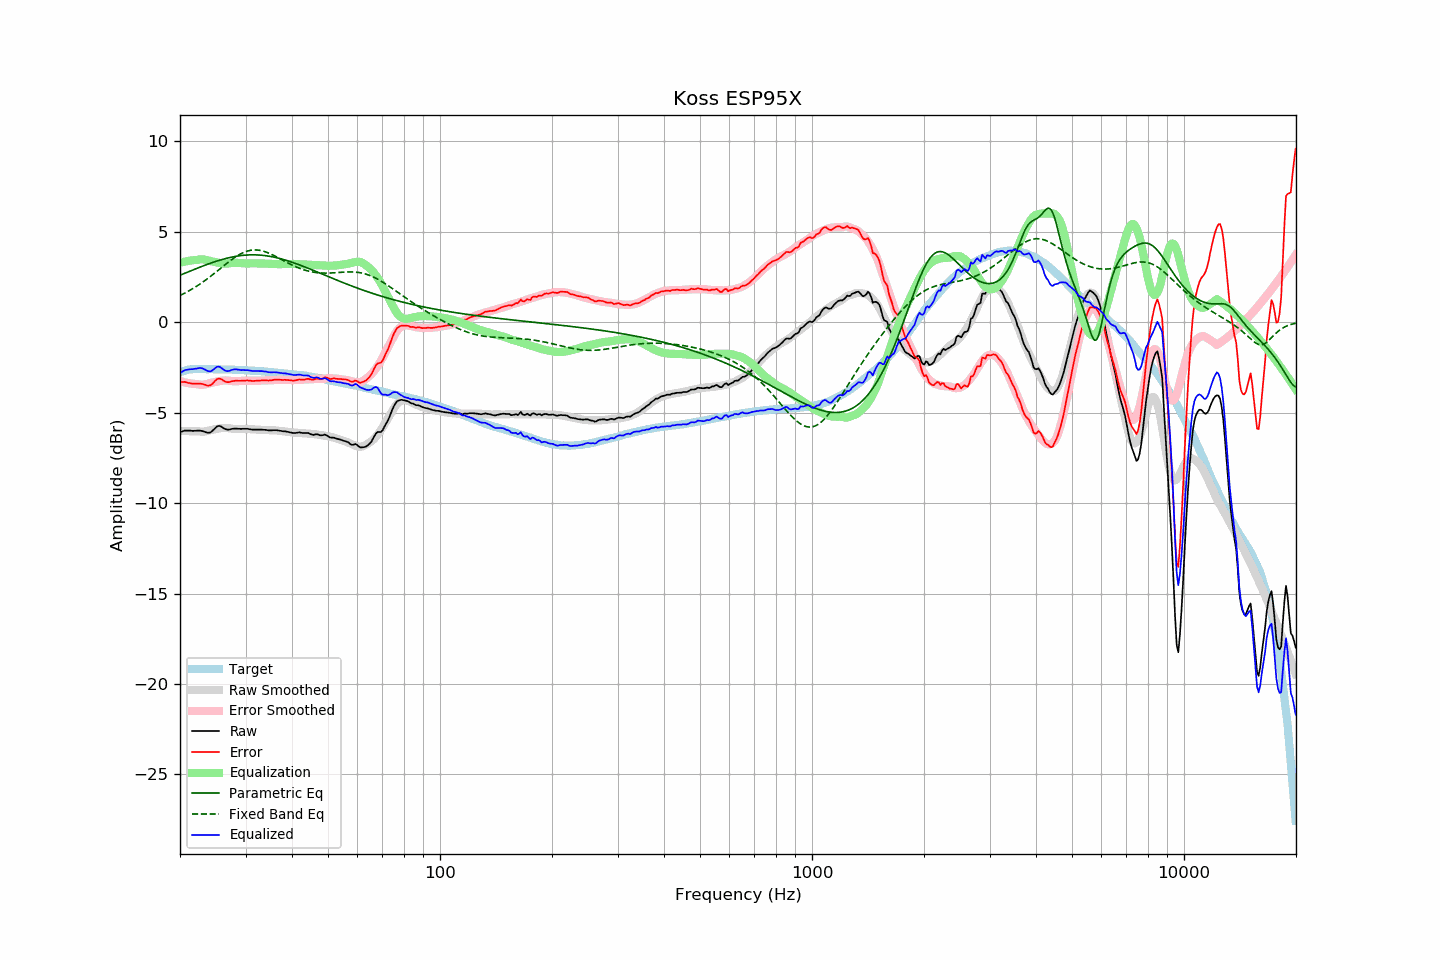 Koss ESP95X
10
5
0
−5
−10
−15
−20
−25
Amplitude (dBr)
Target
Raw Smoothed
Error Smoothed
Raw
Error
Equalization
Parametric Eq
Fixed Band Eq
Equalized
100
1000
10000
Frequency (Hz)